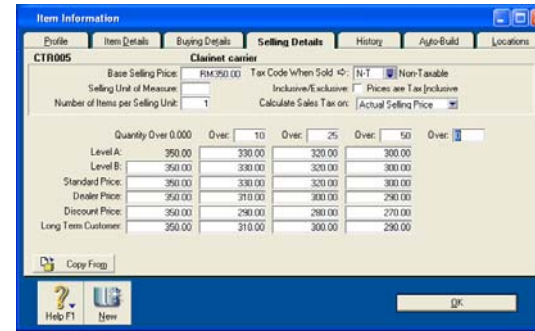 Item Information
Profile Item Details Buying Details Selling Details History Auto-Build Locations
CTR005 Clarinet carrier
Base Selling Price: RM350.00 Tax Code When Sold N-T Non-Taxable
Selling Unit of Measure: Inclusive/Exclusive: Prices are Tax Inclusive
Number of Items per Selling Unit: 1 Calculate Sales Tax on: Actual Selling Price
Quantity Over 0.000 Over: 10 Over: 25 Over: 50 Over: 0
Level A: 350.00 330.00 320.00 300.00
Level B: 350.00 330.00 320.00 300.00
Standard Price: 350.00 330.00 320.00 300.00
Dealer Price: 350.00 310.00 300.00 290.00
Discount Price: 350.00 290.00 280.00 270.00
Long Term Customer: 350.00 310.00 300.00 290.00
Copy From
Help F1 New OK